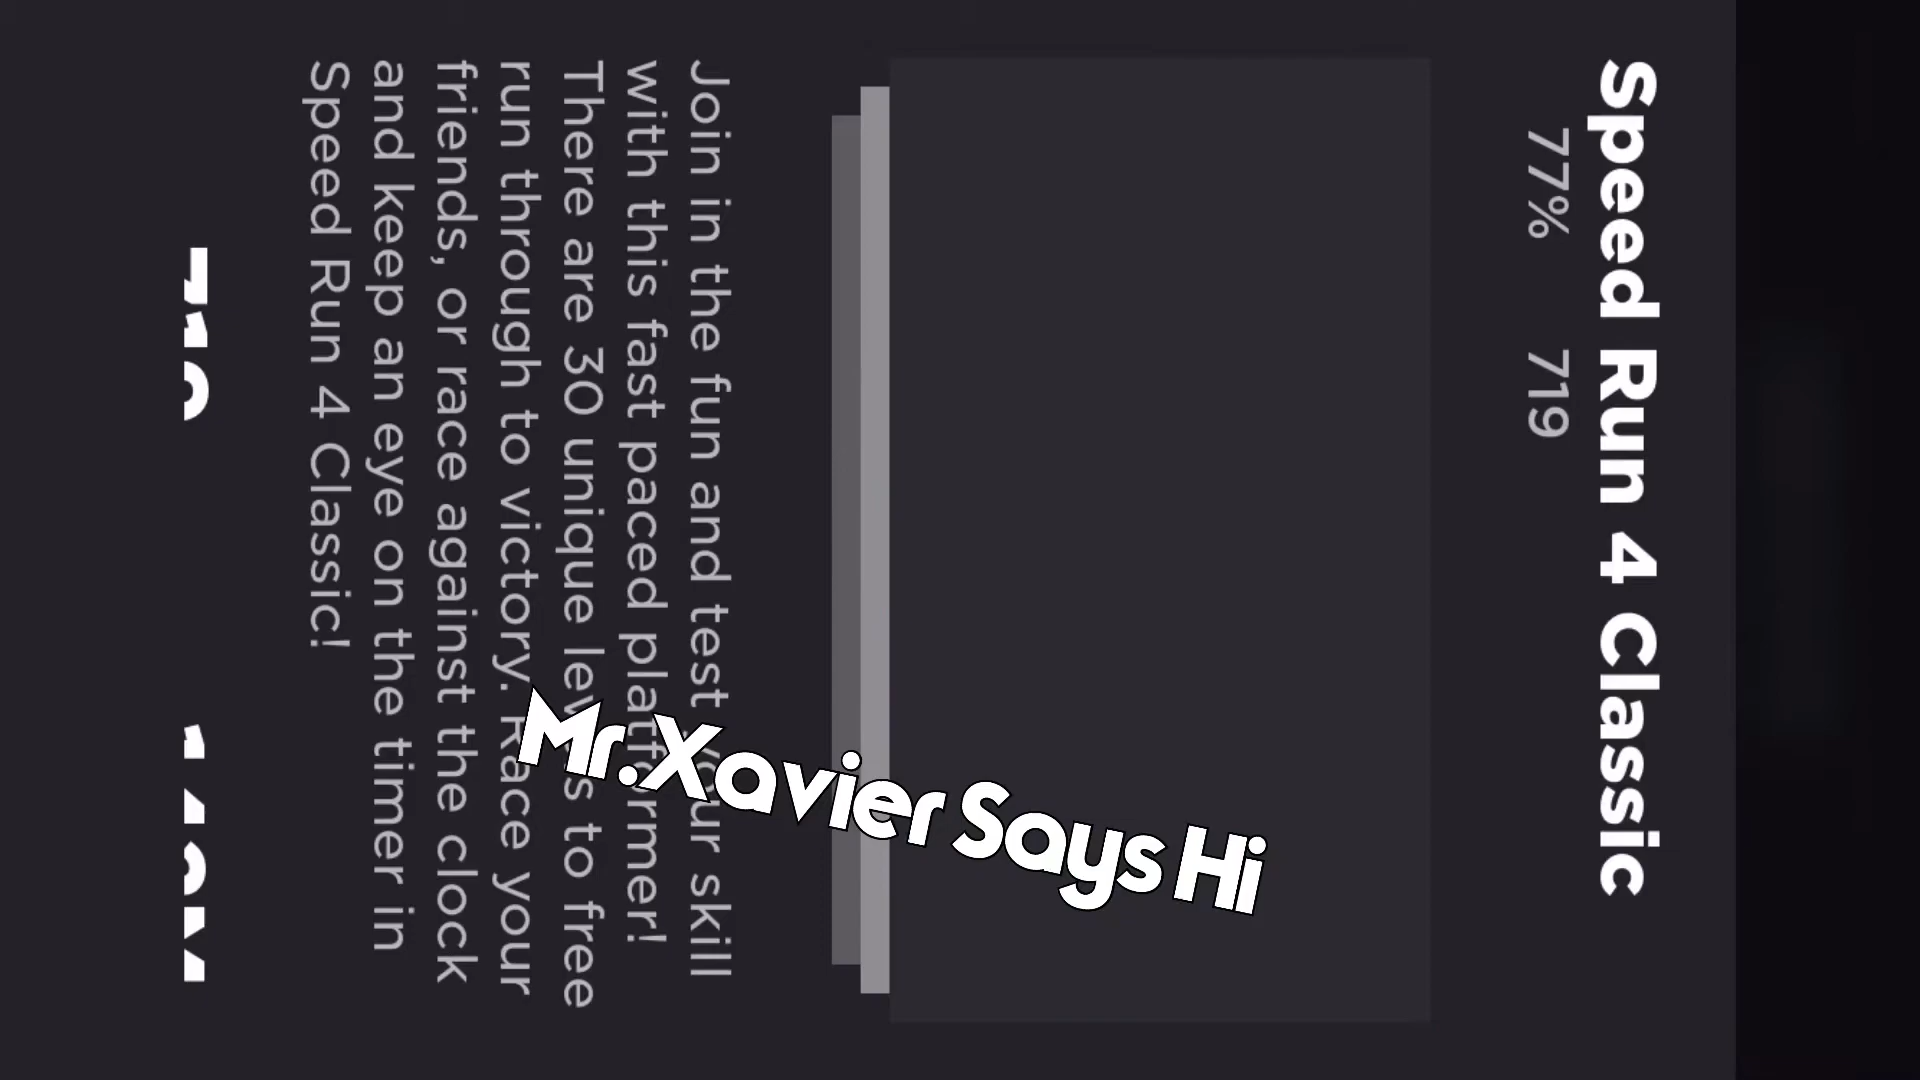 Speed Run 4 Classic
77% 719
Join in the fun and test your skill
with this fast paced platformer!
There are 30 unique levels to free
run through to victory. Race your
friends, or race against the clock
and keep an eye on the timer in
Speed Run 4 Classic!
Mr.Xavier Says Hi